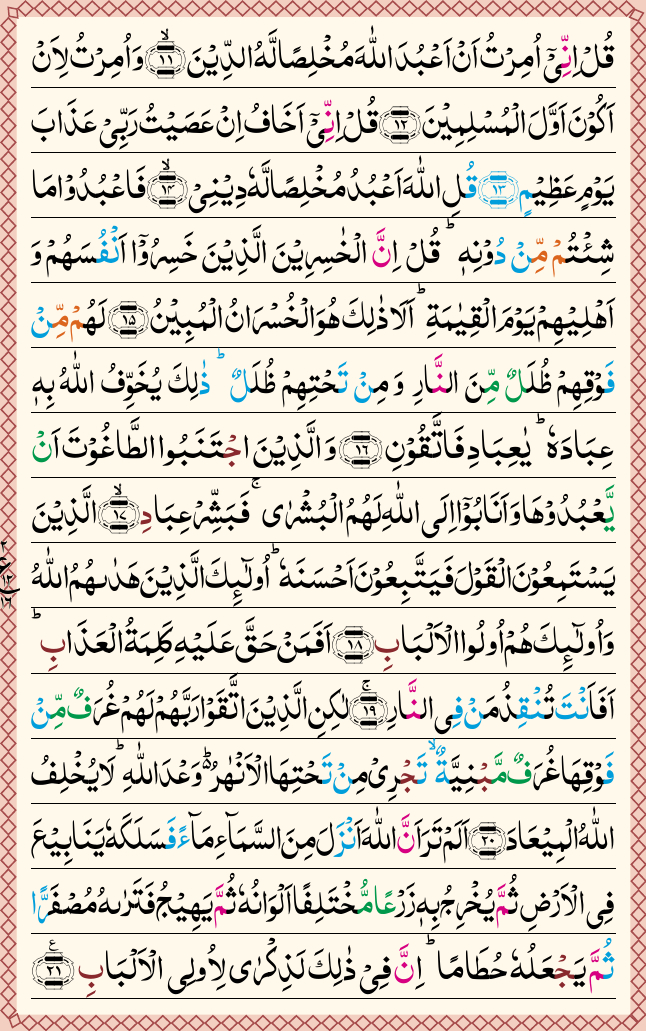 قُلْ اِنِّيْۤ اُمِرْتُ اَنْ اَعْبُدَ اللّٰهَ مُخْلِصًا لَّهُ الدِّيْنَ ۙ‏﴿۱۱﴾ وَاُمِرْتُ لِاَنْ
اَكُوْنَ اَوَّلَ الْمُسْلِمِيْنَ ﴿۱۲﴾ قُلْ اِنِّيْۤ اَخَافُ اِنْ عَصَيْتُ رَبِّيْ عَذَابَ
يَوْمٍ عَظِيْمٍ ﴿۱۳﴾ قُلِ اللّٰهَ اَعْبُدُ مُخْلِصًا لَّهٗ دِيْنِيْ ۙ‏﴿۱۴﴾ فَاعْبُدُوْا مَا
شِئْتُمْ مِّنْ دُوْنِهٖ ؕ قُلْ اِنَّ الْخٰسِرِيْنَ الَّذِيْنَ خَسِرُوْۤا اَنْفُسَهُمْ وَ
اَهْلِيْهِمْ يَوْمَ الْقِيٰمَةِ ؕ اَلَا ذٰلِكَ هُوَ الْخُسْرَانُ الْمُبِيْنُ ﴿۱۵﴾ لَهُمْ مِّنْ
فَوْقِهِمْ ظُلَلٌ مِّنَ النَّارِ وَ مِنْ تَحْتِهِمْ ظُلَلٌ ؕ ذٰلِكَ يُخَوِّفُ اللّٰهُ بِهٖ
عِبَادَهٗ ؕ يٰعِبَادِ فَاتَّقُوْنِ ﴿۱۶﴾ وَ الَّذِيْنَ اجْتَنَبُوا الطَّاغُوْتَ اَنْ
يَّعْبُدُوْهَا وَ اَنَابُوْۤا اِلَى اللّٰهِ لَهُمُ الْبُشْرٰى ۚ فَبَشِّرْ عِبَادِ ۙ‏﴿۱۷﴾ الَّذِيْنَ
يَسْتَمِعُوْنَ الْقَوْلَ فَيَتَّبِعُوْنَ اَحْسَنَهٗ ؕ اُولٰٓئِكَ الَّذِيْنَ هَدٰىهُمُ اللّٰهُ
وَاُولٰٓئِكَ هُمْ اُولُوا الْاَلْبَابِ ﴿۱۸﴾ اَفَمَنْ حَقَّ عَلَيْهِ كَلِمَةُ الْعَذَابِ ؕ
اَفَاَنْتَ تُنْقِذُ مَنْ فِي النَّارِ ۚ‏﴿۱۹﴾ لٰكِنِ الَّذِيْنَ اتَّقَوْا رَبَّهُمْ لَهُمْ غُرَفٌ مِّنْ
فَوْقِهَا غُرَفٌ مَّبْنِيَّةٌ ۙ تَجْرِيْ مِنْ تَحْتِهَا الْاَنْهٰرُ ؕ۬ وَعْدَ اللّٰهِ ؕ لَا يُخْلِفُ
اللّٰهُ الْمِيْعَادَ ﴿۲۰﴾ اَلَمْ تَرَ اَنَّ اللّٰهَ اَنْزَلَ مِنَ السَّمَآءِ مَآءً فَسَلَكَهٗ يَنَابِيْعَ
فِي الْاَرْضِ ثُمَّ يُخْرِجُ بِهٖ زَرْعًا مُّخْتَلِفًا اَلْوَانُهٗ ثُمَّ يَهِيْجُ فَتَرٰىهُ مُصْفَرًّا
ثُمَّ يَجْعَلُهٗ حُطَامًا ؕ اِنَّ فِيْ ذٰلِكَ لَذِكْرٰى لِاُولِي الْاَلْبَابِ ﴿۲۱﴾ ع